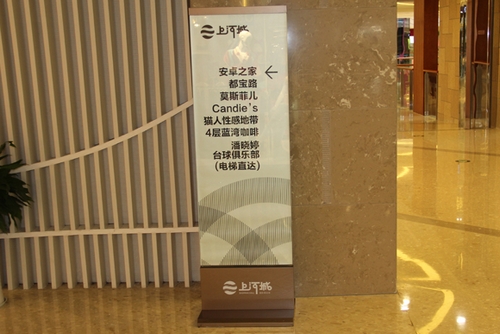 上河城
安卓之家 ←
都宝路
莫斯菲儿
Candie's
猫人性感地带
4层蓝湾咖啡
潘晓婷
台球俱乐部
(电梯直达)
上河城